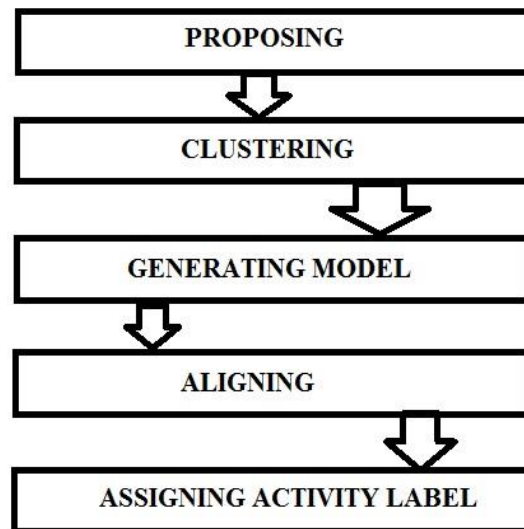 PROPOSING
CLUSTERING
GENERATING MODEL
ALIGNING
ASSIGNING ACTIVITY LABEL